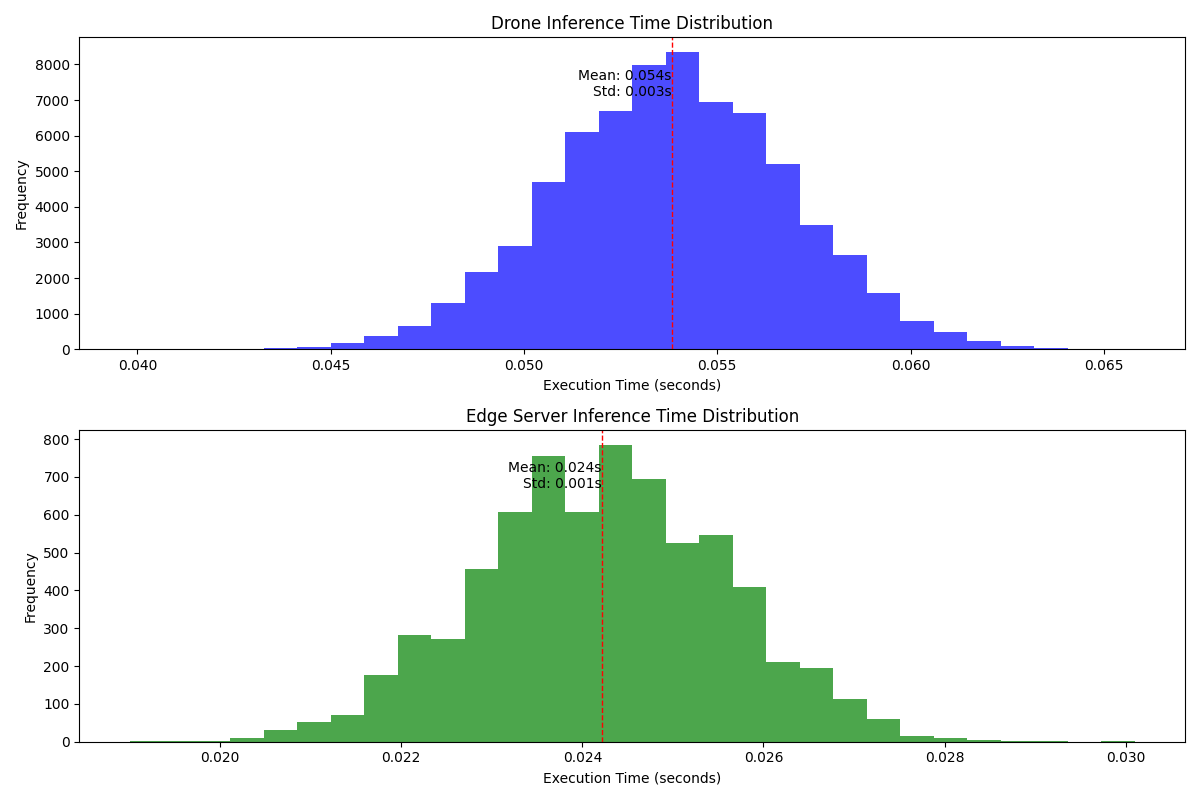 Drone Inference Time Distribution
8000
7000
6000
5000
4000
3000
2000
1000
0
Frequency
Mean: 0.054s
Std: 0.003s
0.040 0.045 0.050 0.055 0.060 0.065
Execution Time (seconds)
Edge Server Inference Time Distribution
800
700
600
500
400
300
200
100
0
Frequency
Mean: 0.024s
Std: 0.001s
0.020 0.022 0.024 0.026 0.028 0.030
Execution Time (seconds)